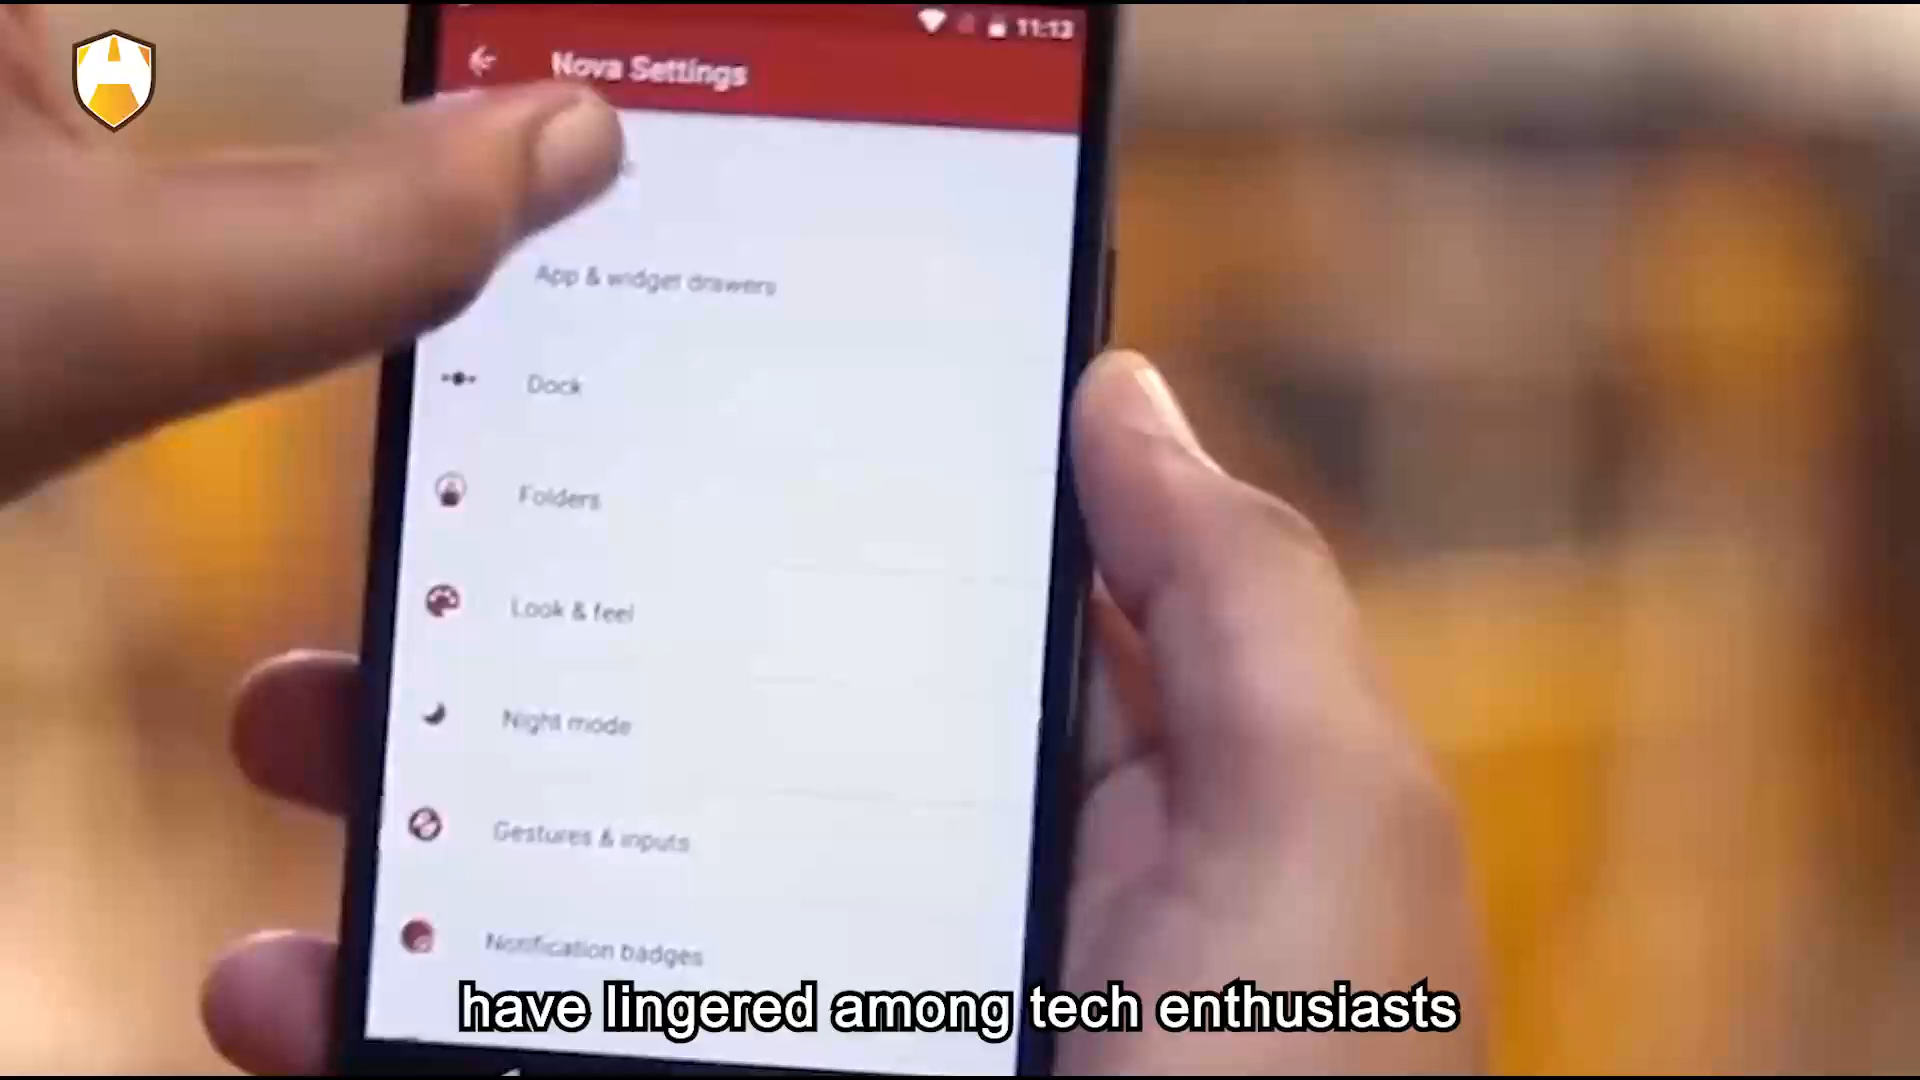 11:13
Nova Settings
App & widget drawers
Dock
Folders
Look & feel
Night mode
Gestures & inputs
Notification badges
have lingered among tech enthusiasts